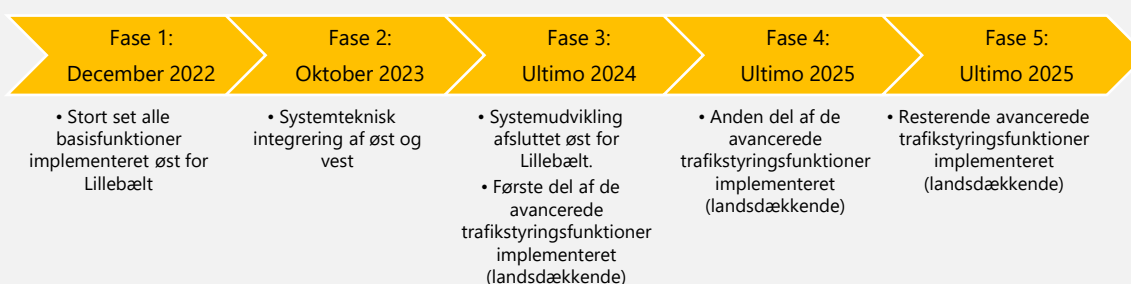 Fase 1:
December 2022
• Stort set alle
basisfunktioner
implementeret øst for
Lillebælt
Fase 2:
Oktober 2023
• Systemteknisk
integrering af øst og
vest
Fase 3:
Ultimo 2024
• Systemudvikling
afsluttet øst for
Lillebælt.
• Første del af de
avancerede
trafikstyringsfunktioner
implementeret
(landsdækkende)
Fase 4:
Ultimo 2025
• Anden del af de
avancerede
trafikstyringsfunktioner
implementeret
(landsdækkende)
Fase 5:
Ultimo 2025
• Resterende avancerede
trafikstyringsfunktioner
implementeret
(landsdækkende)